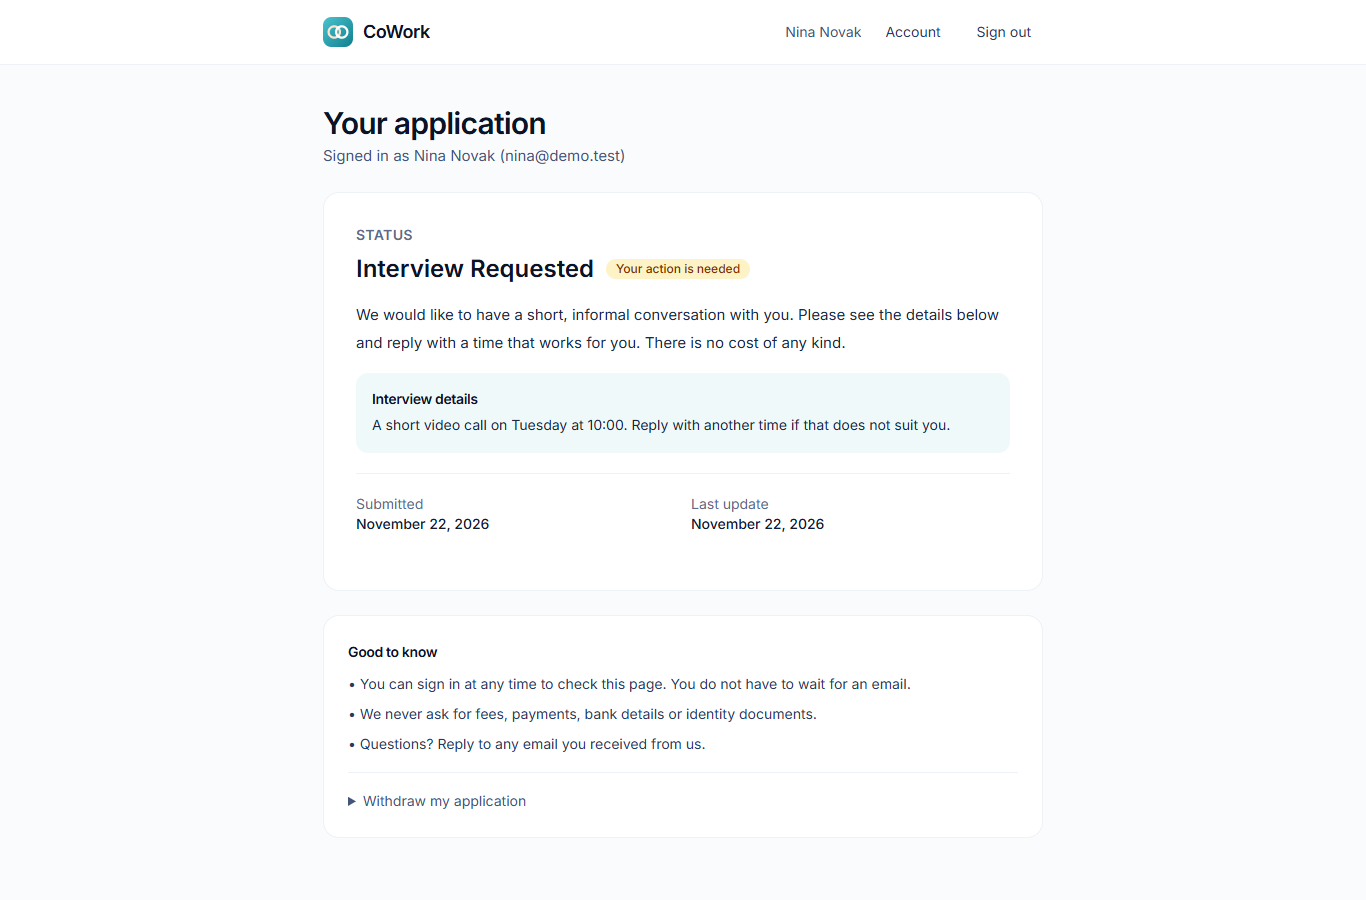 CoWork
Nina Novak
Account
Sign out
Your application
Signed in as Nina Novak (nina@demo.test)
STATUS
Interview Requested
Your action is needed
We would like to have a short, informal conversation with you. Please see the details below
and reply with a time that works for you. There is no cost of any kind.
Interview details
A short video call on Tuesday at 10:00. Reply with another time if that does not suit you.
Submitted
November 22, 2026
Last update
November 22, 2026
Good to know
• You can sign in at any time to check this page. You do not have to wait for an email.
• We never ask for fees, payments, bank details or identity documents.
• Questions? Reply to any email you received from us.
Withdraw my application